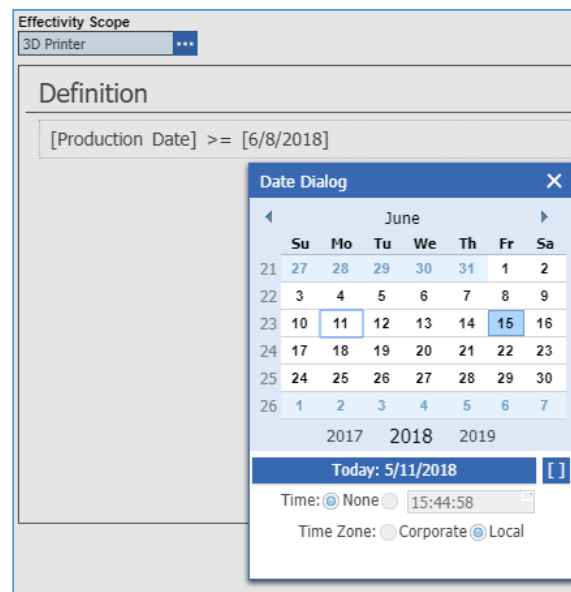 Effectivity Scope
3D Printer ...
Definition
[Production Date] >= [6/8/2018]
Date Dialog
June
Su Mo Tu We Th Fr Sa
21 27 28 29 30 31 1 2
22 3 4 5 6 7 8 9
23 10 11 12 13 14 15 16
24 17 18 19 20 21 22 23
25 24 25 26 27 28 29 30
26 1 2 3 4 5 6 7
2017 2018 2019
Today: 5/11/2018 [ ]
Time: None 15:44:58
Time Zone: Corporate Local